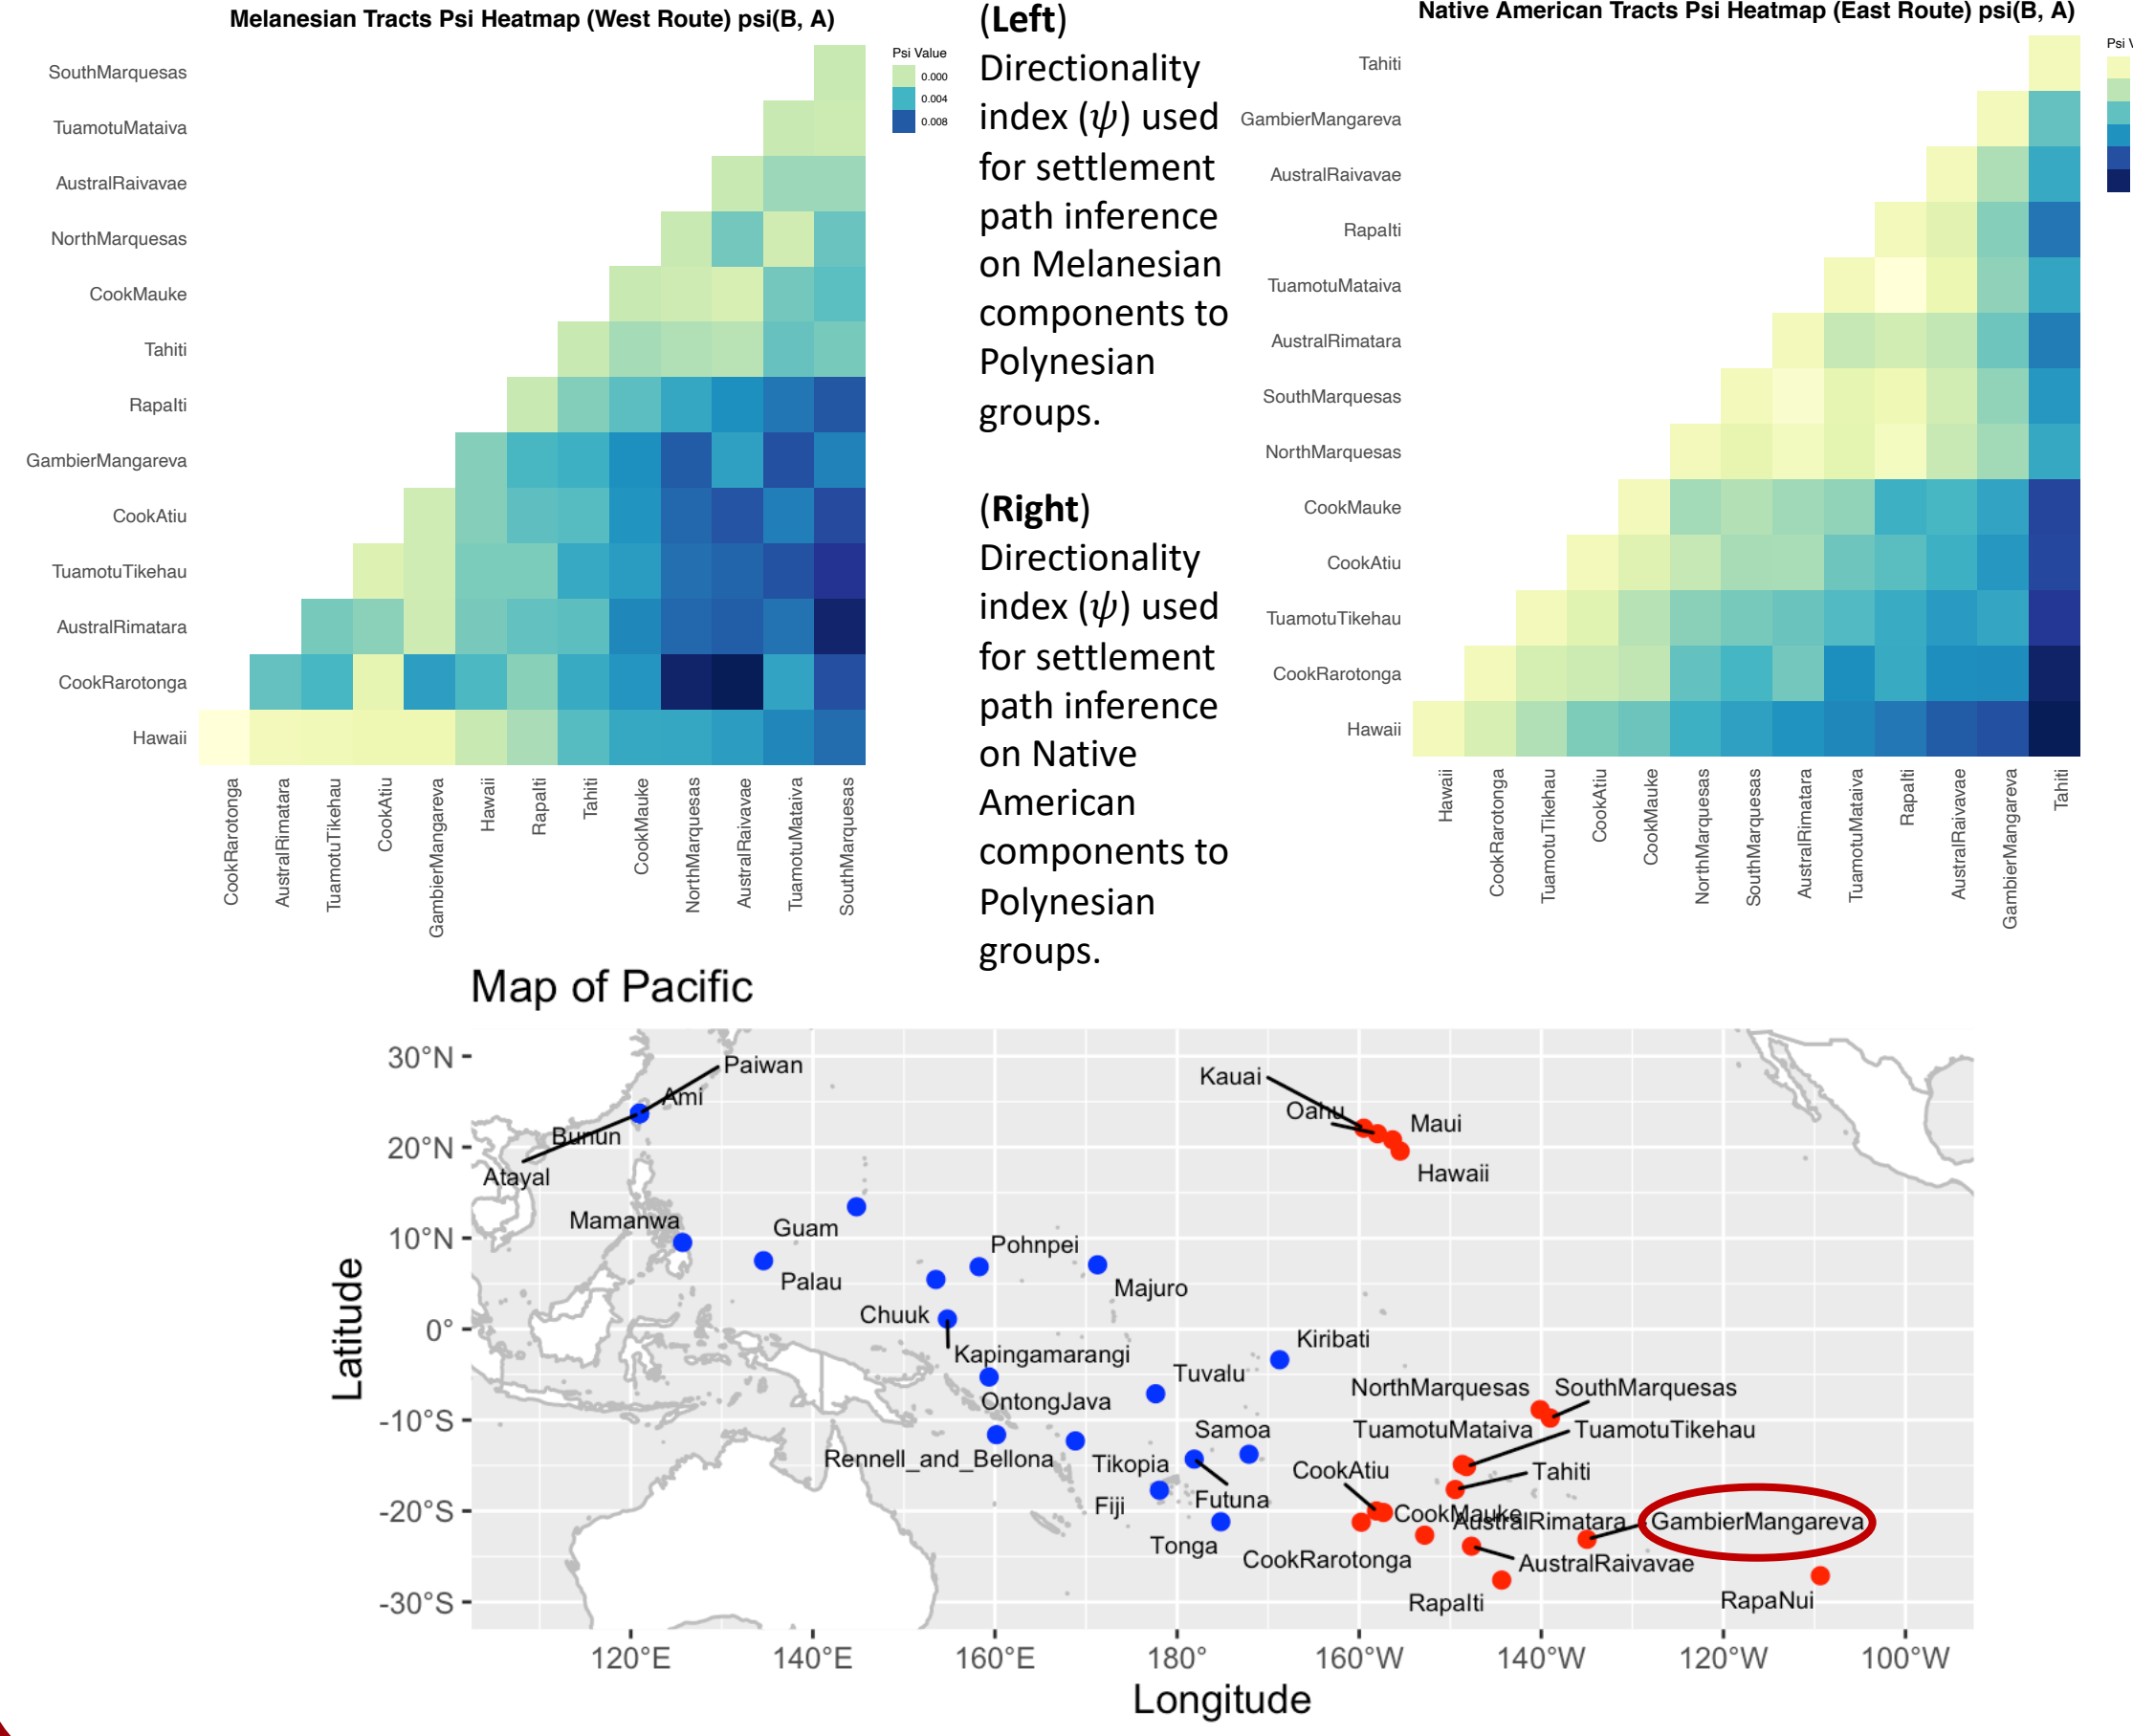 Melanesian Tracts Psi Heatmap (West Route) psi(B, A)
SouthMarquesas
TuamotuMataiva
AustralRaivavae
NorthMarquesas
CookMauke
Tahiti
RapaIti
GambierMangareva
CookAtiu
TuamotuTikehau
AustralRimatara
CookRarotonga
Hawaii
CookRarotonga
AustralRimatara
TuamotuTikehau
CookAtiu
GambierMangareva
Hawaii
RapaIti
Tahiti
CookMauke
NorthMarquesas
AustralRaivavae
TuamotuMataiva
SouthMarquesas
Psi Value
0.000
0.004
0.008
(Left)
Directionality
index (ψ) used
for settlement
path inference
on Melanesian
components to
Polynesian
groups.
(Right)
Directionality
index (ψ) used
for settlement
path inference
on Native
American
components to
Polynesian
groups.
Native American Tracts Psi Heatmap (East Route) psi(B, A)
Psi V
Tahiti
GambierMangareva
AustralRaivavae
RapaIti
TuamotuMataiva
AustralRimatara
SouthMarquesas
NorthMarquesas
CookMauke
CookAtiu
TuamotuTikehau
CookRarotonga
Hawaii
Hawaii
CookRarotonga
TuamotuTikehau
CookAtiu
CookMauke
NorthMarquesas
SouthMarquesas
AustralRimatara
TuamotuMataiva
RapaIti
AustralRaivavae
GambierMangareva
Tahiti
Map of Pacific
Latitude
30°N
20°N
10°N
0°
-10°S
-20°S
-30°S
Paiwan
Ami
Bunun
Atayal
Mamanwa
Guam
Palau
Pohnpei
Majuro
Chuuk
Kapingamarangi
OntongJava
Rennell_and_Bellona
Tikopia
Fiji
Tonga
Futuna
Samoa
Tuvalu
Kiribati
Kauai
Oahu
Maui
Hawaii
NorthMarquesas
SouthMarquesas
TuamotuMataiva
TuamotuTikehau
CookAtiu
Tahiti
CookMauke
AustralRimatara
GambierMangareva
CookRarotonga
AustralRaivavae
RapaIti
RapaNui
120°E
140°E
160°E
180°
160°W
140°W
120°W
100°W
Longitude